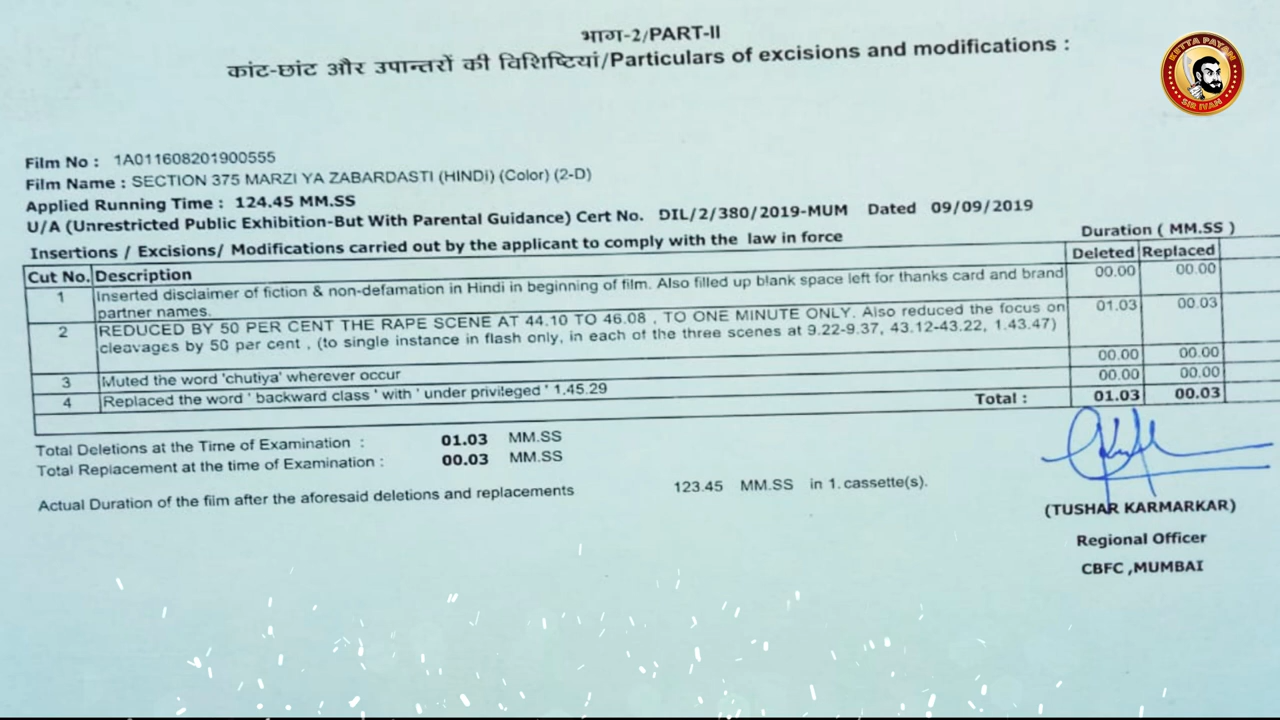 भाग-2/PART-II
कांट-छांट और उपान्तरों की विशिष्टियां/Particulars of excisions and modifications :
KETTA PAYAN
SIR IVAN
Film No : 1A011608201900555
Film Name : SECTION 375 MARZI YA ZABARDASTI (HINDI) (Color) (2-D)
Applied Running Time : 124.45 MM.SS
U/A (Unrestricted Public Exhibition-But With Parental Guidance) Cert No. DIL/2/380/2019-MUM Dated 09/09/2019
Insertions / Excisions/ Modifications carried out by the applicant to comply with the law in force
Duration ( MM.SS )
Cut No. Description Deleted Replaced
1 Inserted disclaimer of fiction & non-defamation in Hindi in beginning of film. Also filled up blank space left for thanks card and brand 00.00 00.00
partner names.
2 REDUCED BY 50 PER CENT THE RAPE SCENE AT 44.10 TO 46.08 , TO ONE MINUTE ONLY. Also reduced the focus on 01.03 00.03
cleavages by 50 per cent , (to single instance in flash only, in each of the three scenes at 9.22-9.37, 43.12-43.22, 1.43.47)
3 Muted the word 'chutiya' wherever occur 00.00 00.00
4 Replaced the word ' backward class ' with ' under privileged ' 1.45.29 00.00 00.00
Total : 01.03 00.03
Total Deletions at the Time of Examination : 01.03 MM.SS
Total Replacement at the time of Examination : 00.03 MM.SS
Actual Duration of the film after the aforesaid deletions and replacements 123.45 MM.SS in 1. cassette(s).
(TUSHAR KARMARKAR)
Regional Officer
CBFC ,MUMBAI